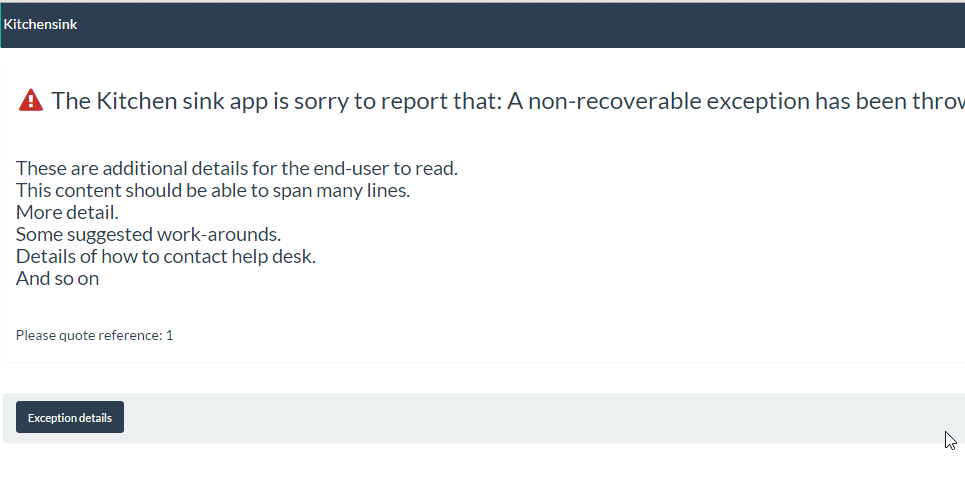 Kitchensink
The Kitchen sink app is sorry to report that: A non-recoverable exception has been
These are additional details for the end-user to read.
This content should be able to span many lines.
More detail.
Some suggested work-arounds.
Details of how to contact help desk.
And so on
Please quote reference: 1
Exception details